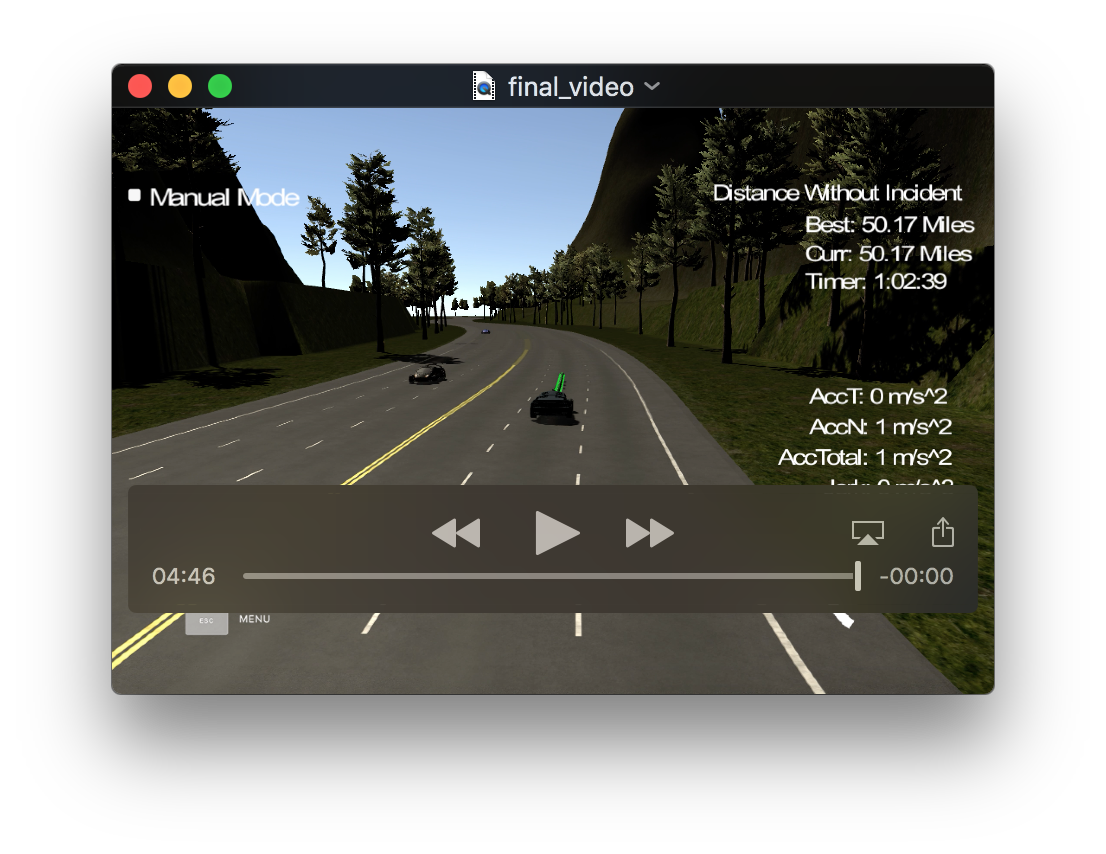 final_video
Manual Mode
Distance Without Incident
Best: 50.17 Miles
Curr: 50.17 Miles
Timer: 1:02:39
AccT: 0 m/s^2
AccN: 1 m/s^2
AccTotal: 1 m/s^2
04:46
-00:00
ESC MENU